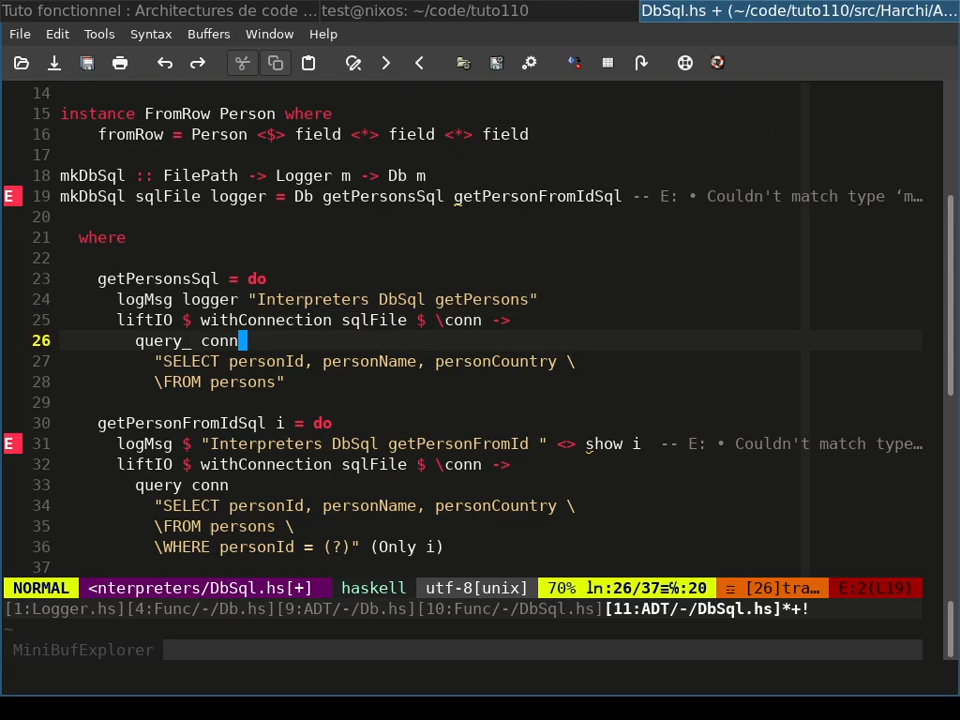 Tuto fonctionnel : Architectures de code ... test@nixos: ~/code/tuto110 DbSql.hs + (~/code/tuto110/src/Harchi/A...
File Edit Tools Syntax Buffers Window Help
14
15 instance FromRow Person where
16     fromRow = Person <$> field <*> field <*> field
17
18 mkDbSql :: FilePath -> Logger m -> Db m
E 19 mkDbSql sqlFile logger = Db getPersonsSql getPersonFromIdSql -- E: • Couldn't match type ‘m…
20
21   where
22
23     getPersonsSql = do
24       logMsg logger "Interpreters DbSql getPersons"
25       liftIO $ withConnection sqlFile $ \conn ->
26         query_ conn
27           "SELECT personId, personName, personCountry \
28           \FROM persons"
29
30     getPersonFromIdSql i = do
E 31       logMsg $ "Interpreters DbSql getPersonFromId " <> show i  -- E: • Couldn't match type…
32       liftIO $ withConnection sqlFile $ \conn ->
33         query conn
34           "SELECT personId, personName, personCountry \
35           \FROM persons \
36           \WHERE personId = (?)" (Only i)
37
NORMAL <nterpreters/DbSql.hs[+] haskell utf-8[unix] 70% ln:26/37≡%:20 ☲ [26]tra… E:2(L19)
[1:Logger.hs][4:Func/-/Db.hs][9:ADT/-/Db.hs][10:Func/-/DbSql.hs][11:ADT/-/DbSql.hs]*+!
~
MiniBufExplorer